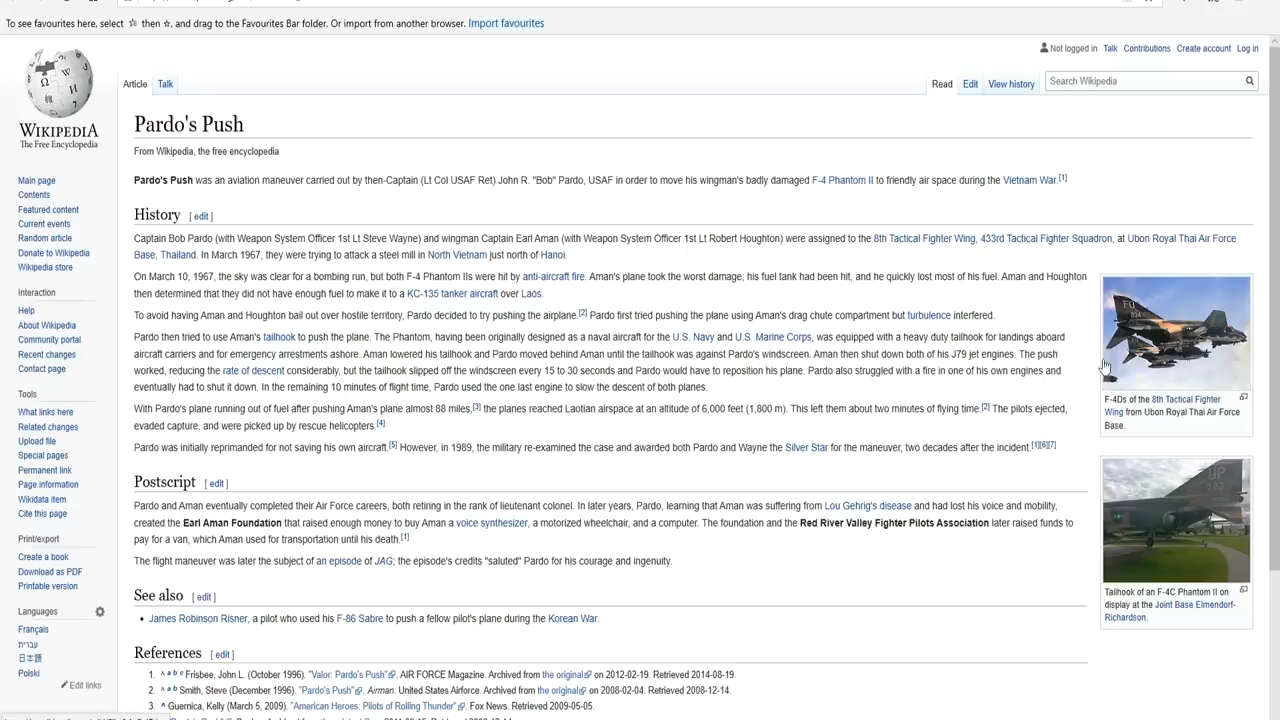 To see favourites here, select ☆ then ☆, and drag to the Favourites Bar folder. Or import from another browser. Import favourites
Not logged in Talk Contributions Create account Log in
Article Talk
Read Edit View history
Search Wikipedia
WIKIPEDIA
The Free Encyclopedia
Main page
Contents
Featured content
Current events
Random article
Donate to Wikipedia
Wikipedia store
Interaction
Help
About Wikipedia
Community portal
Recent changes
Contact page
Tools
What links here
Related changes
Upload file
Special pages
Permanent link
Page information
Wikidata item
Cite this page
Print/export
Create a book
Download as PDF
Printable version
Languages
Français
עברית
日本語
Polski
Edit links
Pardo's Push
From Wikipedia, the free encyclopedia
Pardo's Push was an aviation maneuver carried out by then-Captain (Lt Col USAF Ret) John R. "Bob" Pardo, USAF in order to move his wingman's badly damaged F-4 Phantom II to friendly air space during the Vietnam War.[1]
History [ edit ]
Captain Bob Pardo (with Weapon System Officer 1st Lt Steve Wayne) and wingman Captain Earl Aman (with Weapon System Officer 1st Lt Robert Houghton) were assigned to the 8th Tactical Fighter Wing, 433rd Tactical Fighter Squadron, at Ubon Royal Thai Air Force
Base, Thailand. In March 1967, they were trying to attack a steel mill in North Vietnam just north of Hanoi.
On March 10, 1967, the sky was clear for a bombing run, but both F-4 Phantom IIs were hit by anti-aircraft fire. Aman's plane took the worst damage; his fuel tank had been hit, and he quickly lost most of his fuel. Aman and Houghton
then determined that they did not have enough fuel to make it to a KC-135 tanker aircraft over Laos.
To avoid having Aman and Houghton bail out over hostile territory, Pardo decided to try pushing the airplane.[2] Pardo first tried pushing the plane using Aman's drag chute compartment but turbulence interfered.
Pardo then tried to use Aman's tailhook to push the plane. The Phantom, having been originally designed as a naval aircraft for the U.S. Navy and U.S. Marine Corps, was equipped with a heavy duty tailhook for landings aboard
aircraft carriers and for emergency arrestments ashore. Aman lowered his tailhook and Pardo moved behind Aman until the tailhook was against Pardo's windscreen. Aman then shut down both of his J79 jet engines. The push
worked, reducing the rate of descent considerably, but the tailhook slipped off the windscreen every 15 to 30 seconds and Pardo would have to reposition his plane. Pardo also struggled with a fire in one of his own engines and
eventually had to shut it down. In the remaining 10 minutes of flight time, Pardo used the one last engine to slow the descent of both planes.
With Pardo's plane running out of fuel after pushing Aman's plane almost 88 miles,[3] the planes reached Laotian airspace at an altitude of 6,000 feet (1,800 m). This left them about two minutes of flying time.[2] The pilots ejected,
evaded capture, and were picked up by rescue helicopters.[4]
Pardo was initially reprimanded for not saving his own aircraft.[5] However, in 1989, the military re-examined the case and awarded both Pardo and Wayne the Silver Star for the maneuver, two decades after the incident.[1][6][7]
FO
F-4Ds of the 8th Tactical Fighter
Wing from Ubon Royal Thai Air Force
Base.
Tailhook of an F-4C Phantom II on
display at the Joint Base Elmendorf-
Richardson.
Postscript [ edit ]
Pardo and Aman eventually completed their Air Force careers, both retiring in the rank of lieutenant colonel. In later years, Pardo, learning that Aman was suffering from Lou Gehrig's disease and had lost his voice and mobility,
created the Earl Aman Foundation that raised enough money to buy Aman a voice synthesizer, a motorized wheelchair, and a computer. The foundation and the Red River Valley Fighter Pilots Association later raised funds to
pay for a van, which Aman used for transportation until his death.[1]
The flight maneuver was later the subject of an episode of JAG; the episode's credits "saluted" Pardo for his courage and ingenuity.
See also [ edit ]
• James Robinson Risner, a pilot who used his F-86 Sabre to push a fellow pilot's plane during the Korean War.
References [ edit ]
1. ^ a b c Frisbee, John L. (October 1996). "Valor: Pardo's Push". AIR FORCE Magazine. Archived from the original on 2012-02-19. Retrieved 2014-08-19.
2. ^ a b Smith, Steve (December 1996). "Pardo's Push". Airman. United States Airforce. Archived from the original on 2008-02-04. Retrieved 2008-12-14.
3. ^ Guernica, Kelly (March 5, 2009). "American Heroes: Pilots of Rolling Thunder". Fox News. Retrieved 2009-05-05.